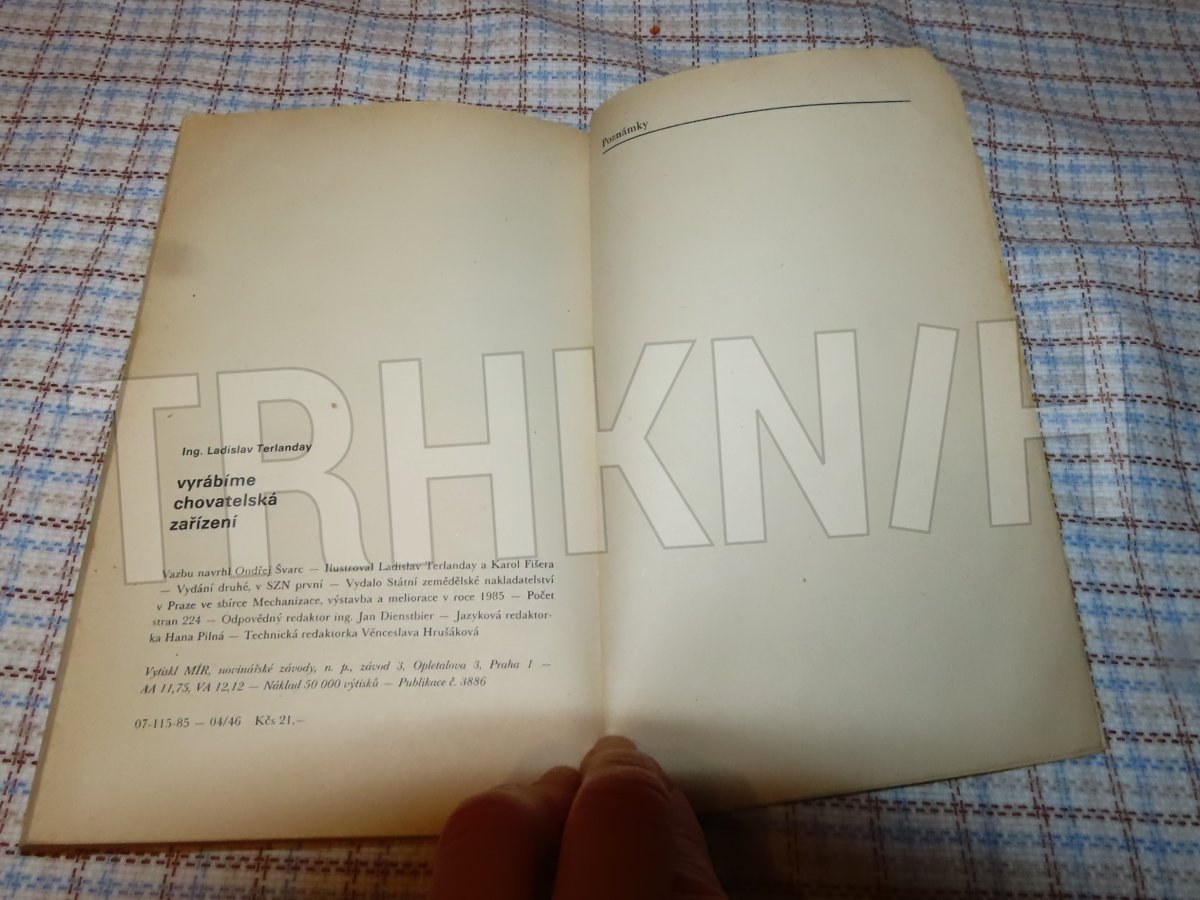 Ing. Ladislav Terlanday
vyrábíme
chovatelská
zařízení
Vazbu navrhl Ondřej Švarc — Ilustroval Ladislav Terlanday a Karol Fišera
— Vydání druhé, v SZN první — Vydalo Státní zemědělské nakladatelství
v Praze ve sbírce Mechanizace, výstavba a meliorace v roce 1985 — Počet
stran 224 — Odpovědný redaktor ing. Jan Dienstbier — Jazyková redaktor-
ka Hana Pilná — Technická redaktorka Věnceslava Hrušáková
Vytiskl MÍR, novinářské závody, n. p., závod 3, Opletalova 3, Praha 1 —
AA 11,75, VA 12,12 — Náklad 50 000 výtisků — Publikace č. 3886
07-115-85 — 04/46 Kčs 21,—
Poznámky
TRHKNIH